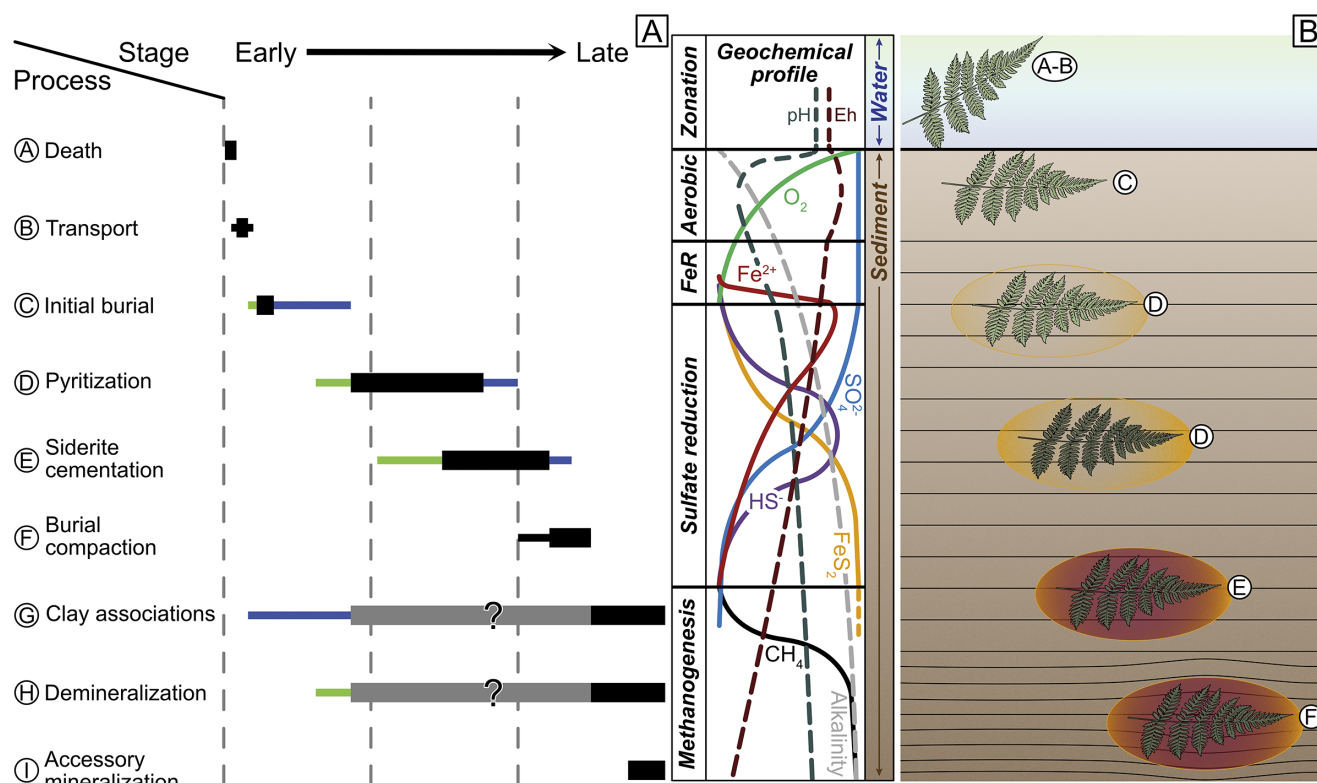 A
Stage
Early
Late
Process
A Death
B Transport
C Initial burial
D Pyritization
E Siderite
cementation
F Burial
compaction
G Clay associations
?
H Demineralization
?
I Accessory
mineralization
Zonation
Geochemical
profile
pH
Eh
Water
Aerobic
O₂
Sediment
FeR
Fe²⁺
Sulfate reduction
SO₄²⁻
HS⁻
FeS₂
Methanogenesis
CH₄
Alkalinity
B
A-B
C
D
D
E
F